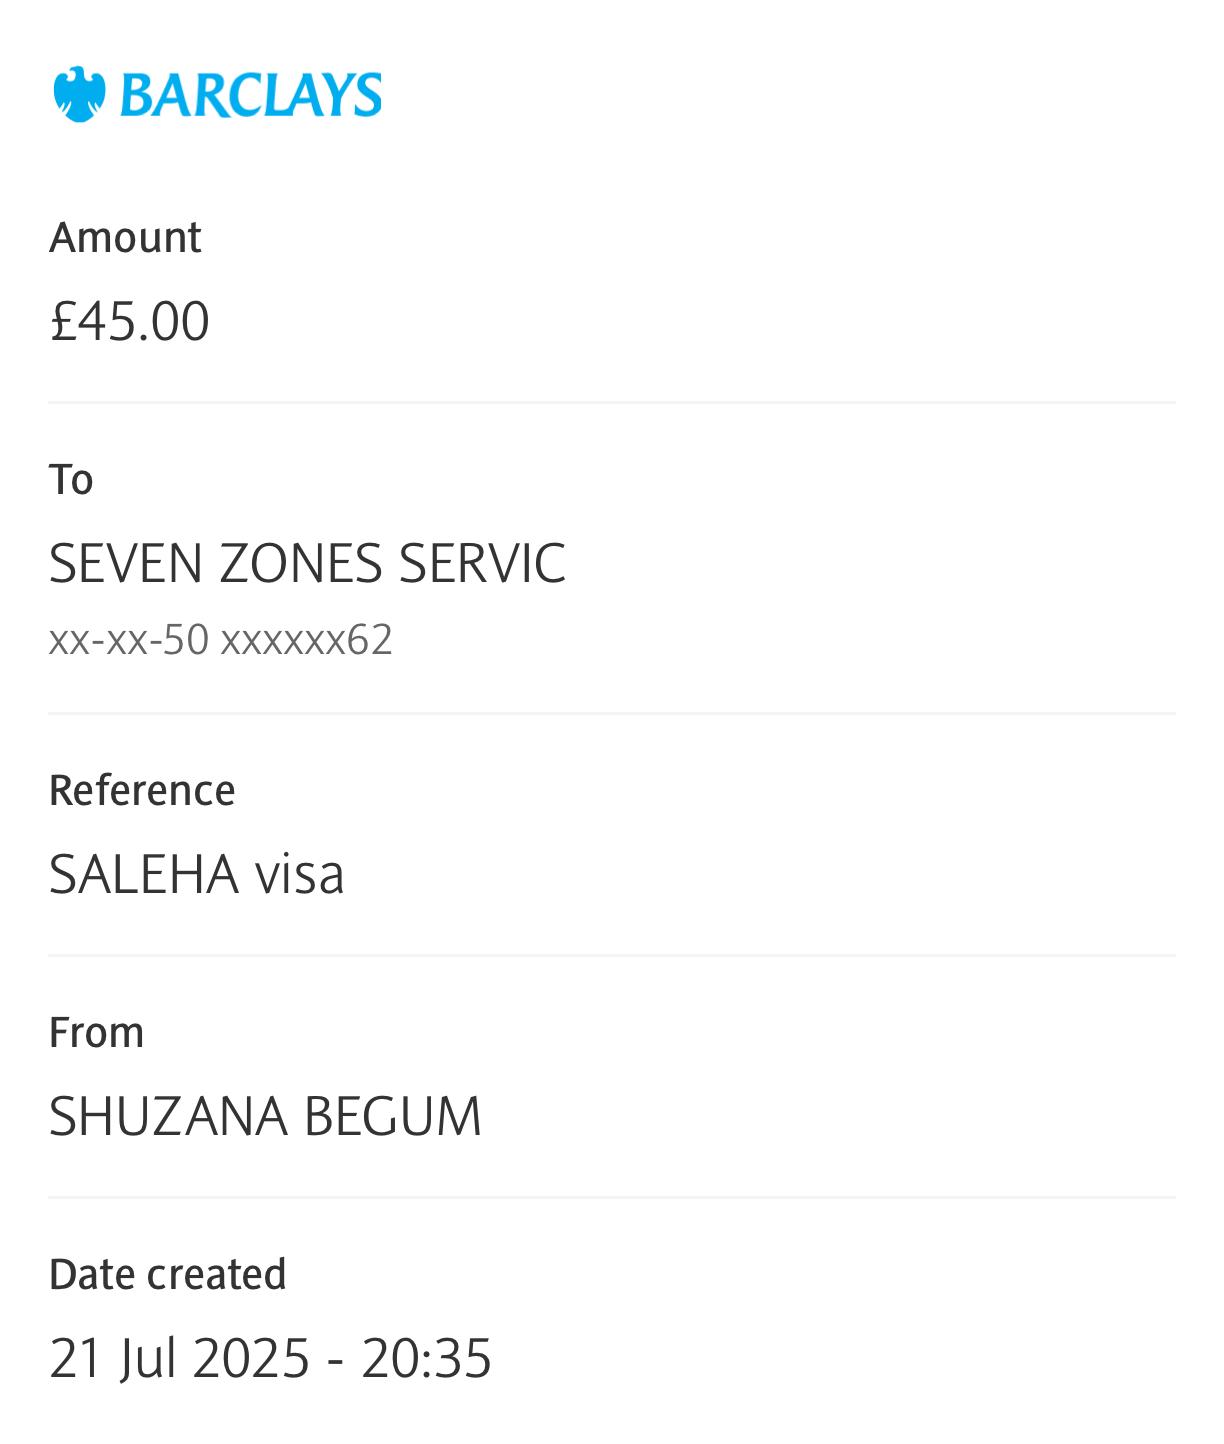 BARCLAYS
Amount
£45.00
To
SEVEN ZONES SERVIC
xx-xx-50 xxxxxx62
Reference
SALEHA visa
From
SHUZANA BEGUM
Date created
21 Jul 2025 - 20:35